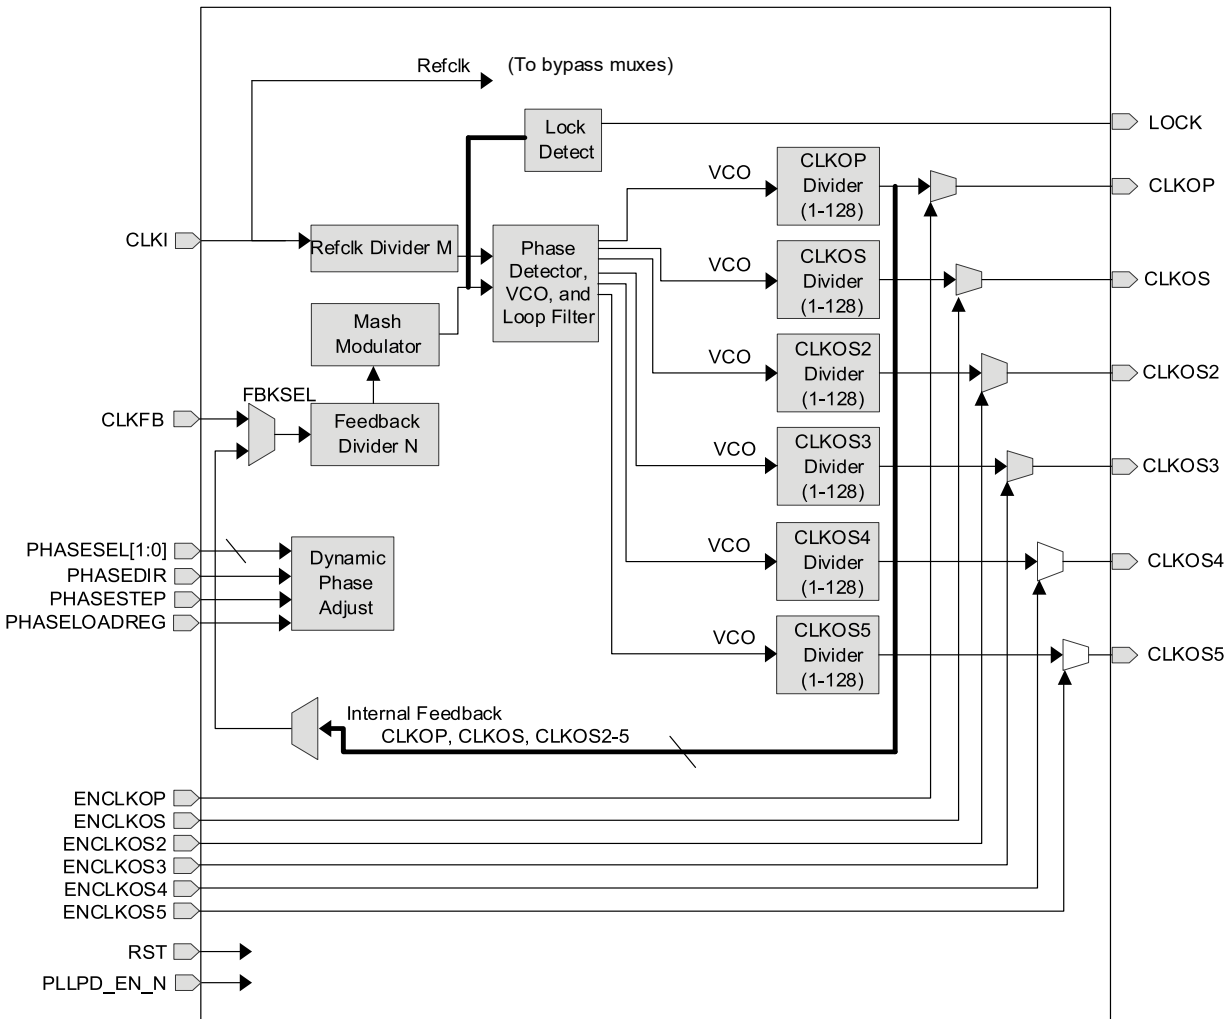 Refclk (To bypass muxes)
Lock
Detect
LOCK
VCO
CLKOP
Divider
(1-128)
CLKOP
CLKI
Refclk Divider M
Phase
Detector,
VCO, and
Loop Filter
VCO
CLKOS
Divider
(1-128)
CLKOS
Mash
Modulator
VCO
CLKOS2
Divider
(1-128)
CLKOS2
FBKSEL
CLKFB
Feedback
Divider N
VCO
CLKOS3
Divider
(1-128)
CLKOS3
PHASESEL[1:0]
PHASEDIR
PHASESTEP
PHASELOADREG
Dynamic
Phase
Adjust
VCO
CLKOS4
Divider
(1-128)
CLKOS4
VCO
CLKOS5
Divider
(1-128)
CLKOS5
Internal Feedback
CLKOP, CLKOS, CLKOS2-5
ENCLKOP
ENCLKOS
ENCLKOS2
ENCLKOS3
ENCLKOS4
ENCLKOS5
RST
PLLPD_EN_N